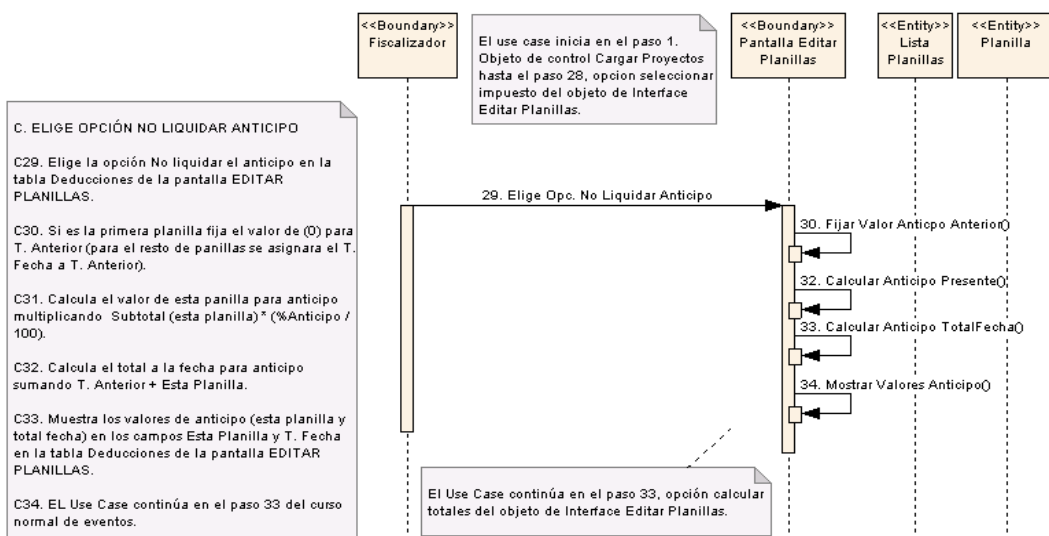 <<Boundary>>
Fiscalizador
El use case inicia en el paso 1.
Objeto de control Cargar Proyectos
hasta el paso 28, opcion seleccionar
impuesto del objeto de Interface
Editar Planillas.
<<Boundary>>
Pantalla Editar
Planillas
<<Entity>>
Lista
Planillas
<<Entity>>
Planilla
C. ELIGE OPCIÓN NO LIQUIDAR ANTICIPO
C29. Elige la opción No liquidar el anticipo en la
tabla Deducciones de la pantalla EDITAR
PLANILLAS.
C30. Si es la primera planilla fija el valor de (0) para
T. Anterior (para el resto de panillas se asignara el T.
Fecha a T. Anterior).
C31. Calcula el valor de esta panilla para anticipo
multiplicando Subtotal (esta planilla) * (%Anticipo /
100).
C32. Calcula el total a la fecha para anticipo
sumando T. Anterior + Esta Planilla.
C33. Muestra los valores de anticipo (esta planilla y
total fecha) en los campos Esta Planilla y T. Fecha
en la tabla Deducciones de la pantalla EDITAR
PLANILLAS.
C34. EL Use Case continúa en el paso 33 del curso
normal de eventos.
29. Elige Opc. No Liquidar Anticipo
30. Fijar Valor Anticpo Anterior()
32. Calcular Anticipo Presente()
33. Calcular Anticipo TotalFecha()
34. Mostrar Valores Anticipo()
El Use Case continúa en el paso 33, opción calcular
totales del objeto de Interface Editar Planillas.